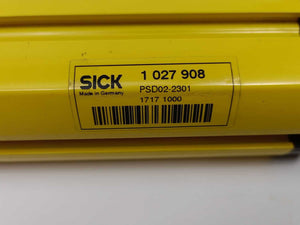 SICK
Made in Germany
1 027 908
PSD02-2301
1717 1000